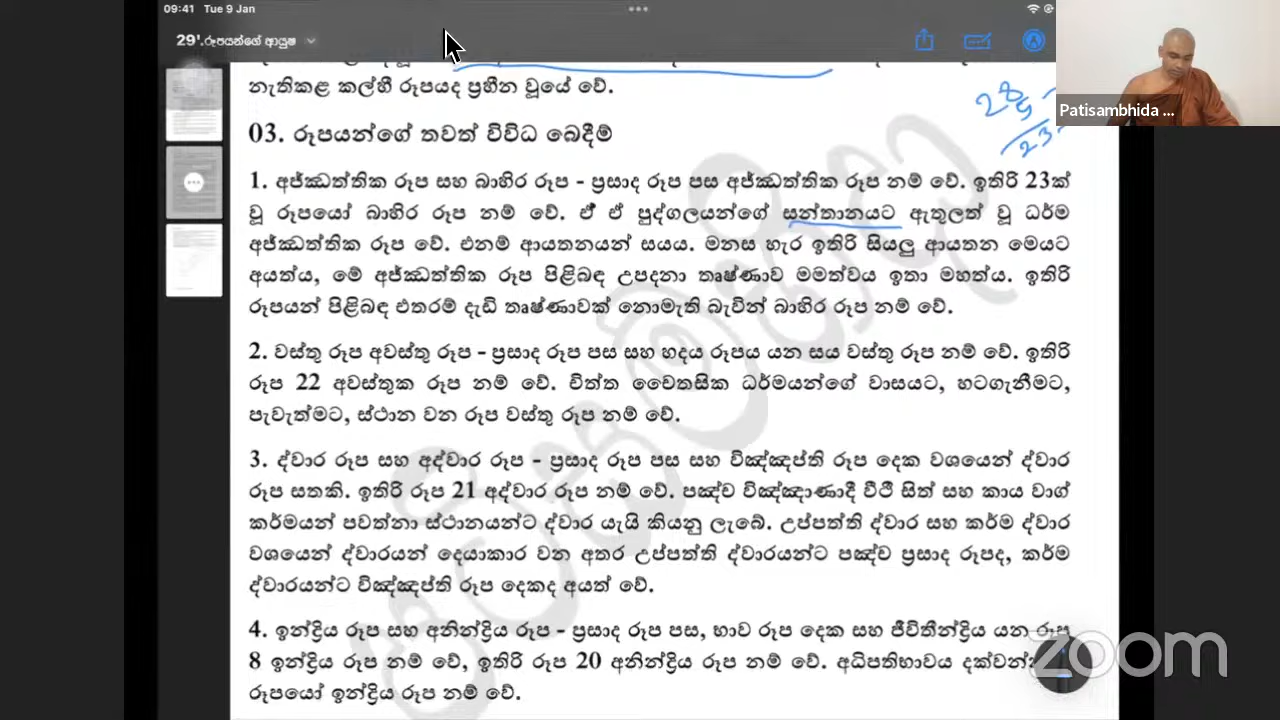 09:41 Tue 9 Jan
29'.රූපයන්ගේ ආයුෂ
Patisambhida ...
නැතිකළ කල්හී රූපයද ප්‍රහීන වූයේ වේ.
28
5
23
03. රූපයන්ගේ තවත් විවිධ බෙදීම්
1. අජ්ඣත්තික රූප සහ බාහිර රූප - ප්‍රසාද රූප පස අජ්ඣත්තික රූප නම් වේ. ඉතිරි 23ක්
වූ රූපයෝ බාහිර රූප නම් වේ. ඒ ඒ පුද්ගලයන්ගේ සන්තානයට ඇතුලත් වූ ධර්ම
අජ්ඣත්තික රූප වේ. එනම් ආයතනයන් සයය. මනස හැර ඉතිරි සියලු ආයතන මෙයට
අයත්ය, මේ අජ්ඣත්තික රූප පිළිබඳ උපදනා තෘෂ්ණාව මමත්වය ඉතා මහත්ය. ඉතිරි
රූපයන් පිළිබඳ එතරම් දැඩි තෘෂ්ණාවක් නොමැති බැවින් බාහිර රූප නම් වේ.
2. වස්තු රූප අවස්තු රූප - ප්‍රසාද රූප පස සහ හදය රූපය යන සය වස්තු රූප නම් වේ. ඉතිරි
රූප 22 අවස්තුක රූප නම් වේ. චිත්ත චෛතසික ධර්මයන්ගේ වාසයට, හටගැනීමට,
පැවැත්මට, ස්ථාන වන රූප වස්තු රූප නම් වේ.
3. ද්වාර රූප සහ අද්වාර රූප - ප්‍රසාද රූප පස සහ විඤ්ඤප්ති රූප දෙක වශයෙන් ද්වාර
රූප සතකි. ඉතිරි රූප 21 අද්වාර රූප නම් වේ. පඤ්ච විඤ්ඤාණාදී වීථි සිත් සහ කාය වාග්
කර්මයන් පවත්නා ස්ථානයන්ට ද්වාර යැයි කියනු ලැබේ. උප්පත්ති ද්වාර සහ කර්ම ද්වාර
වශයෙන් ද්වාරයන් දෙයාකාර වන අතර උප්පත්ති ද්වාරයන්ට පඤ්ච ප්‍රසාද රූපද, කර්ම
ද්වාරයන්ට විඤ්ඤප්ති රූප දෙකද අයත් වේ.
4. ඉන්ද්‍රිය රූප සහ අනින්ද්‍රිය රූප - ප්‍රසාද රූප පස, භාව රූප දෙක සහ ජීවිතීන්ද්‍රිය යන රූප
8 ඉන්ද්‍රිය රූප නම් වේ, ඉතිරි රූප 20 අනින්ද්‍රිය රූප නම් වේ. අධිපතිභාවය
රූපයෝ ඉන්ද්‍රිය රූප නම් වේ.
zoom